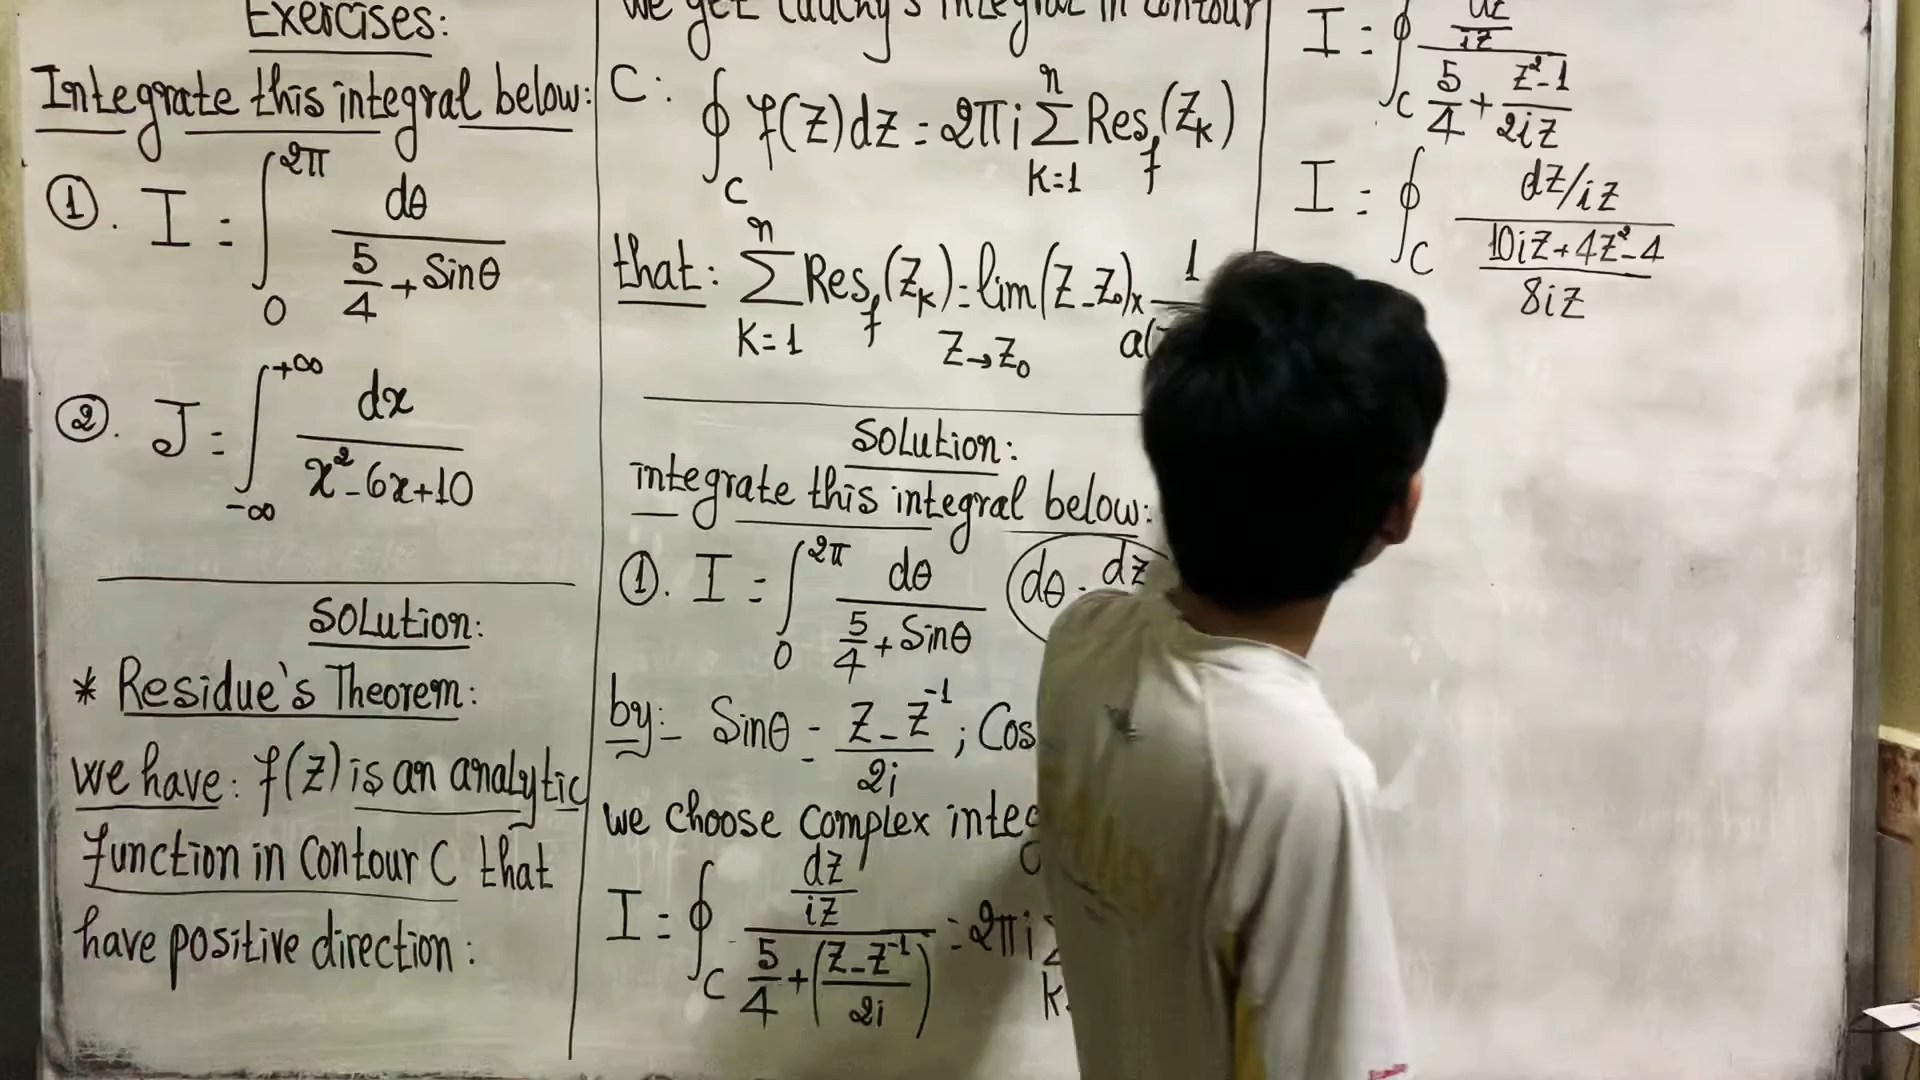 Exercises:
Integrate this integral below:
①. I = ∫₀^{2π} dθ / (5/4 + Sinθ)
②. J = ∫_{-∞}^{+∞} dx / (x² - 6x + 10)
Solution:
* Residue's Theorem:
we have: f(z) is an analytic
function in Contour C that
have positive direction:
we get Cauchy's integral in contour
C: ∮_C f(z)dz = 2πi ∑_{k=1}^{n} Res_f(z_k)
that: ∑_{k=1}^{n} Res_f(z_k) = lim_{z→z₀} (z - z₀) × 1
Solution:
integrate this integral below:
①. I = ∫₀^{2π} dθ / (5/4 + Sinθ) dθ = dz
by:- Sinθ = (z - z⁻¹) / 2i ; Cos
we choose complex
I = ∮_C (dz / iz) / (5/4 + ((z - z⁻¹) / 2i)) = 2πi
I = ∮_C (dz / iz) / (5/4 + (z² - 1) / 2iz)
I = ∮_C (dz/iz) / ((10iz + 4z² - 4) / 8iz)